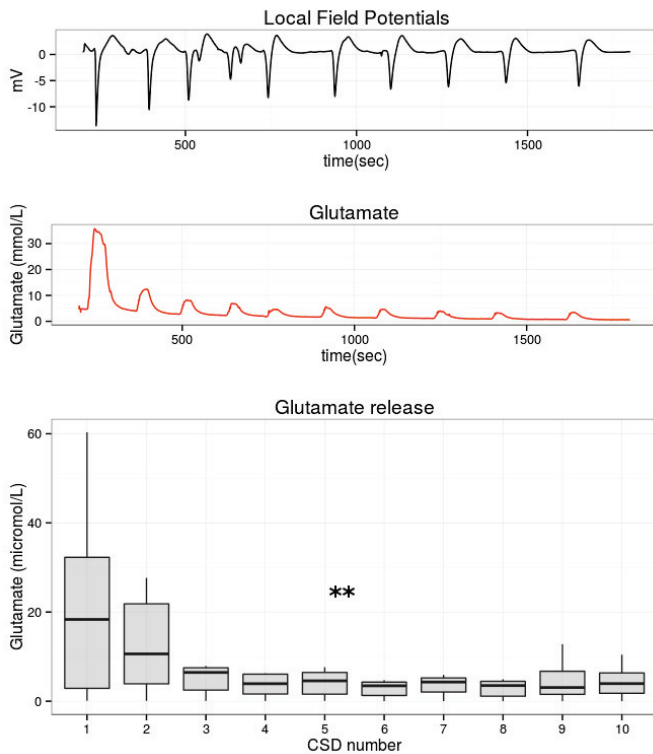 Local Field Potentials
mV
0
-5
-10
500
1000
1500
time(sec)
Glutamate
Glutamate (mmol/L)
30
20
10
0
500
1000
1500
time(sec)
Glutamate release
Glutamate (micromol/L)
60
40
20
0
**
1 2 3 4 5 6 7 8 9 10
CSD number